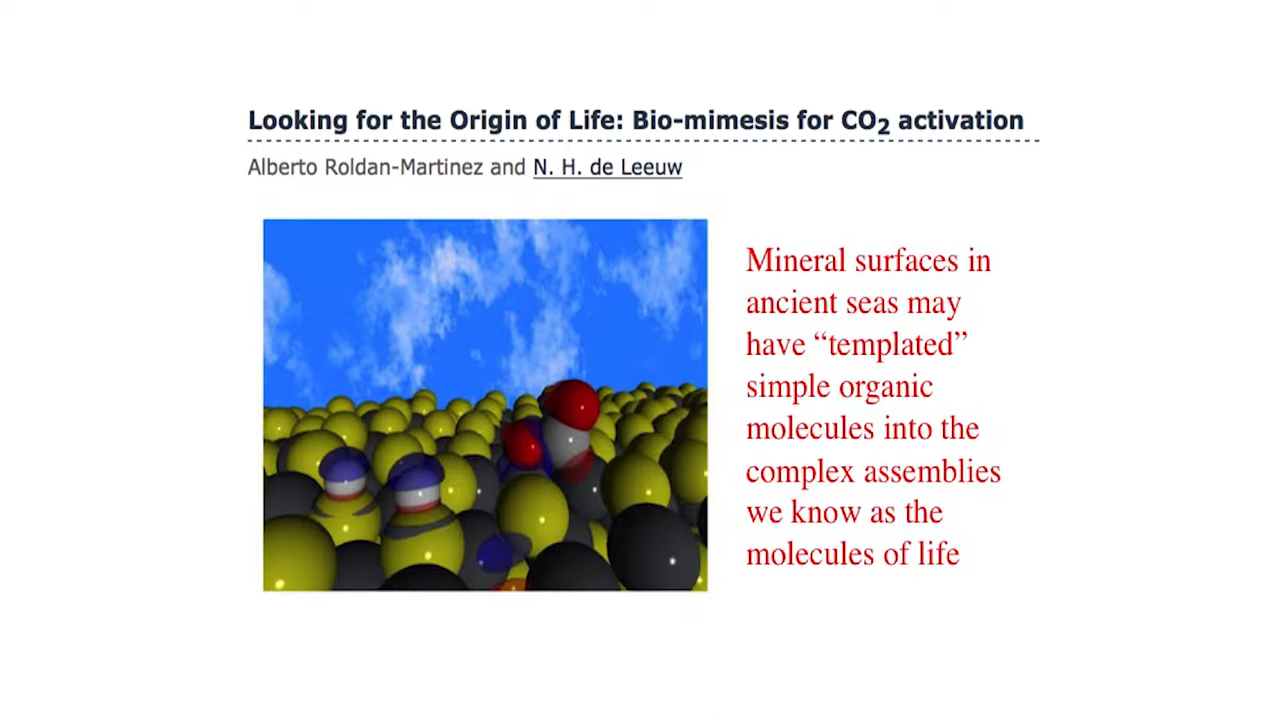 Looking for the Origin of Life: Bio-mimesis for CO₂ activation
Alberto Roldan-Martinez and N. H. de Leeuw
Mineral surfaces in
ancient seas may
have “templated”
simple organic
molecules into the
complex assemblies
we know as the
molecules of life